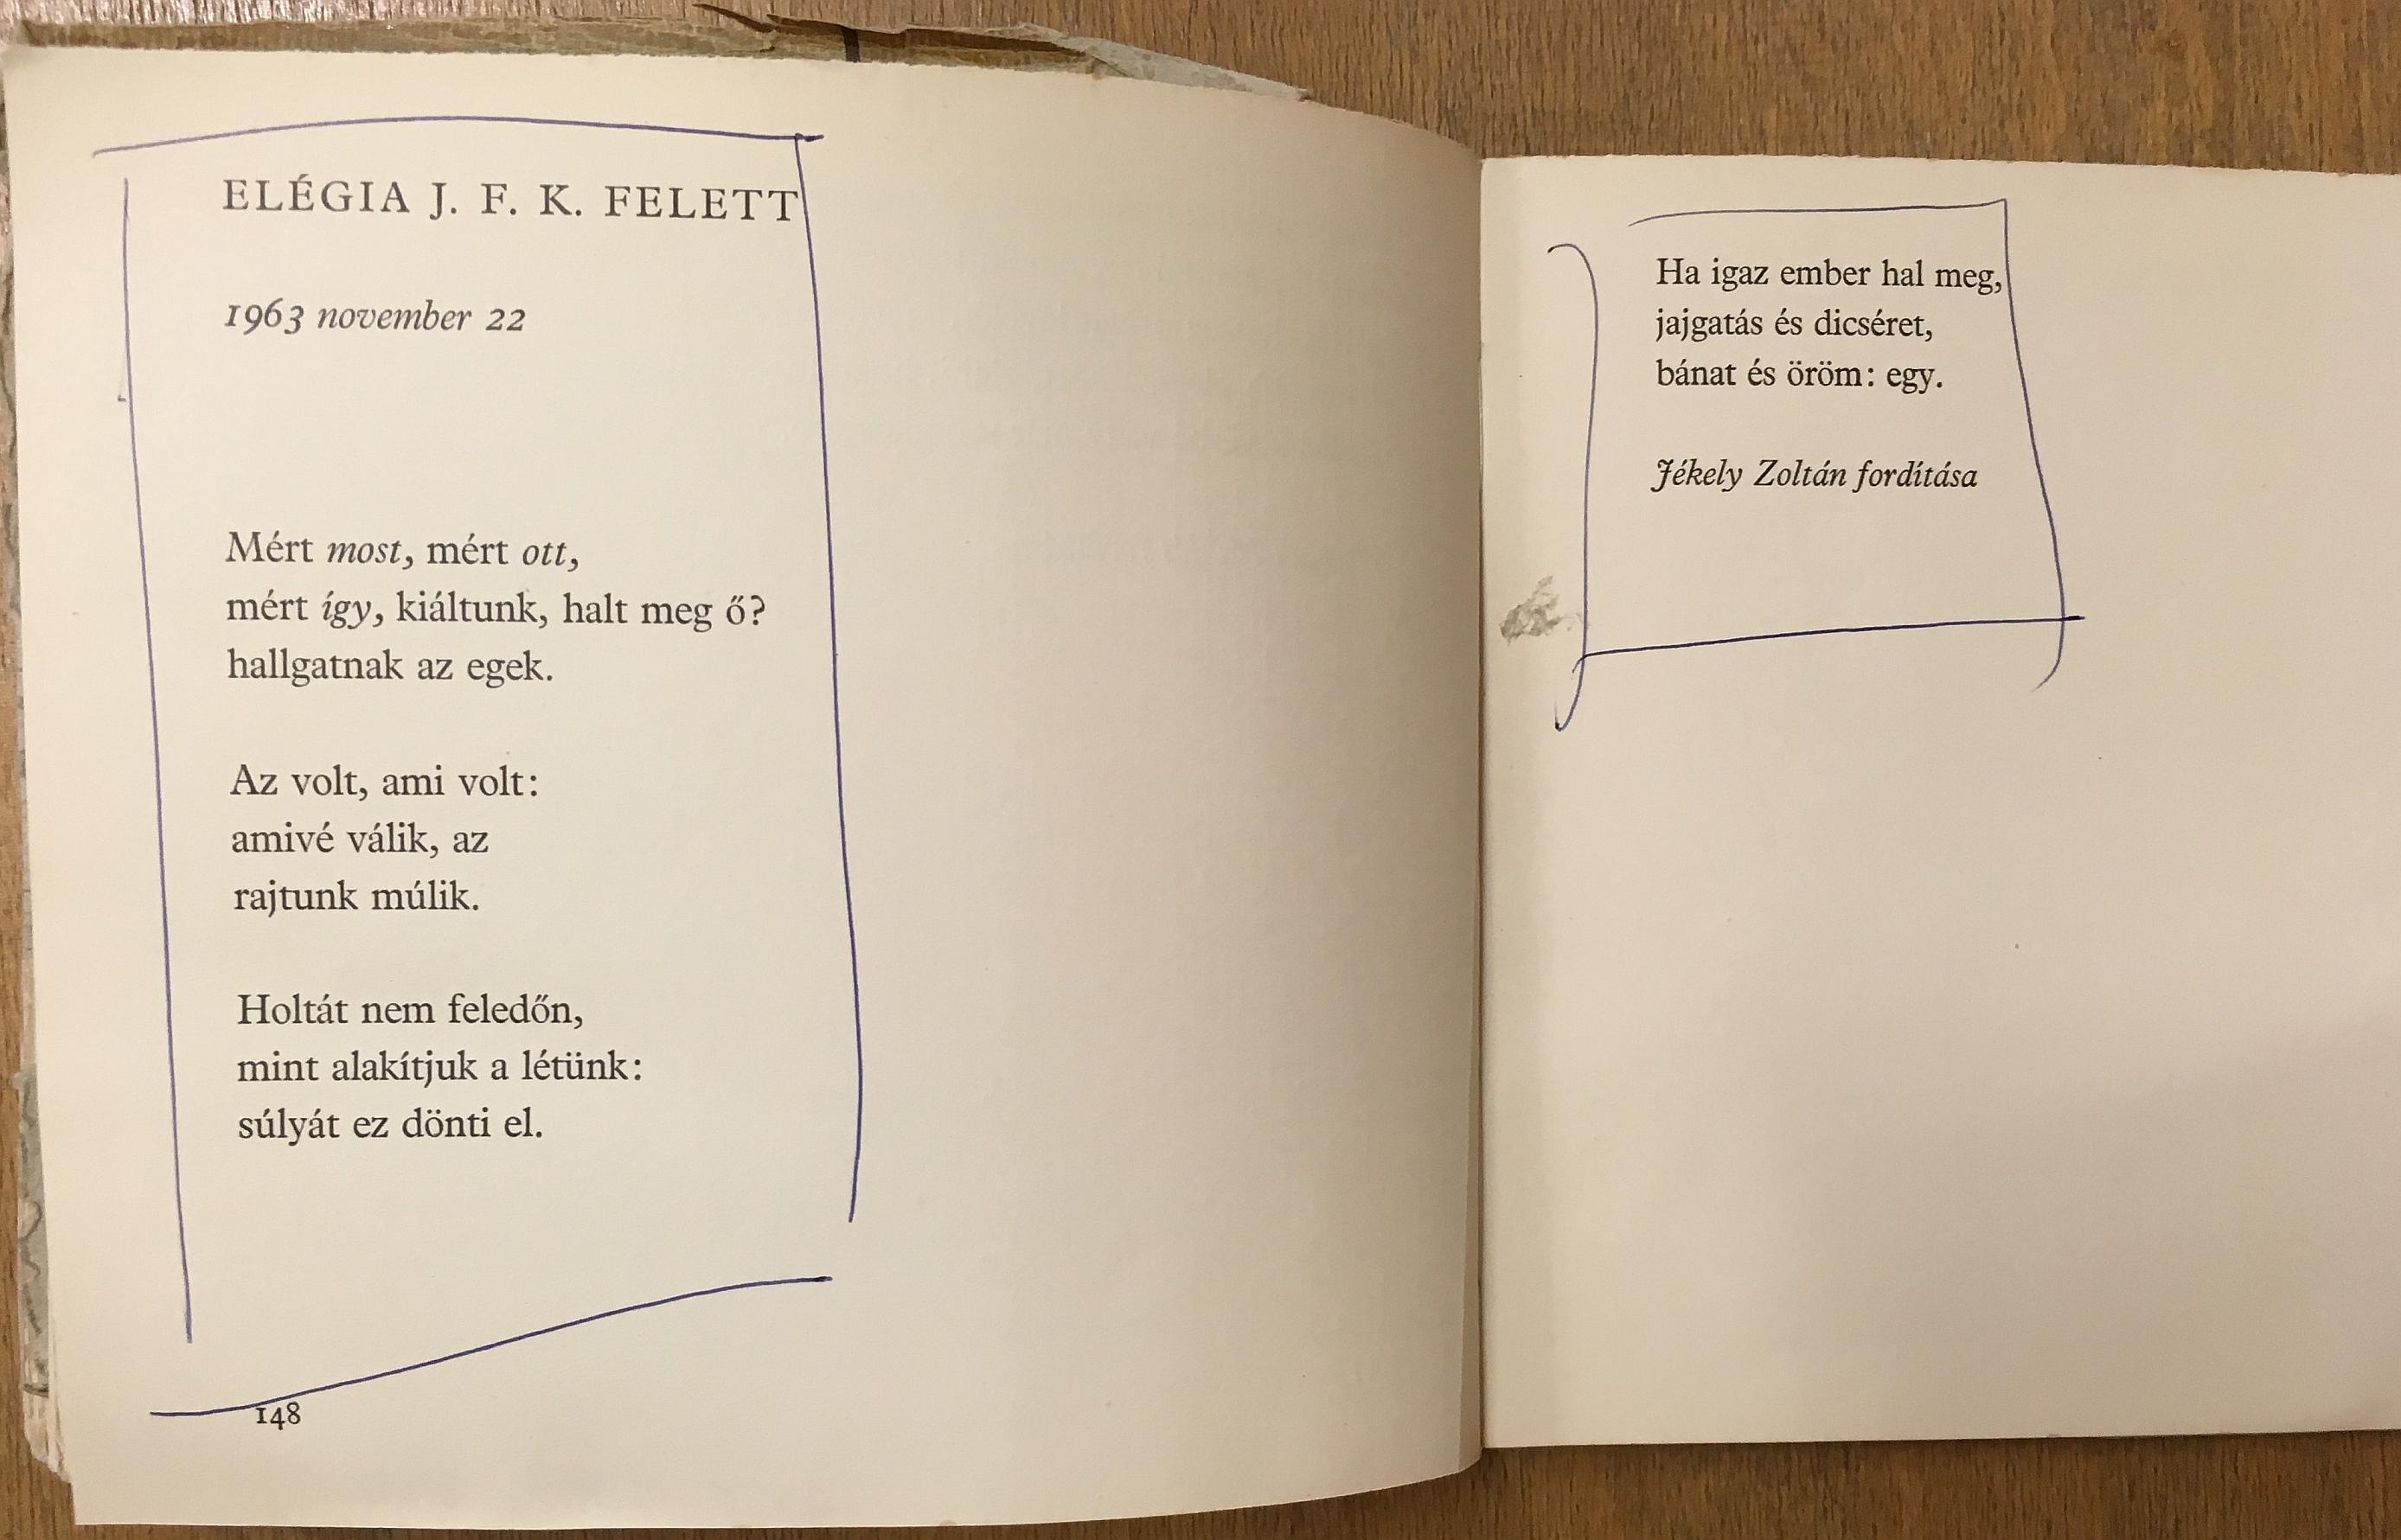 ELÉGIA J. F. K. FELETT
1963 november 22
Mért most, mért ott,
mért így, kiáltunk, halt meg ő?
hallgatnak az egek.
Az volt, ami volt:
amivé válik, az
rajtunk múlik.
Holtát nem feledőn,
mint alakítjuk a létünk:
súlyát ez dönti el.
148
Ha igaz ember hal meg,
jajgatás és dicséret,
bánat és öröm: egy.
Jékely Zoltán fordítása